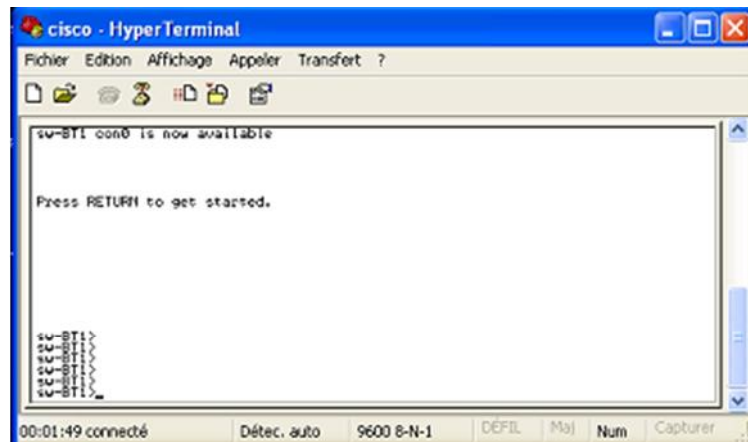 cisco - HyperTerminal
Fichier Edition Affichage Appeler Transfert ?
sw-BT1 con0 is now available
Press RETURN to get started.
sw-BT1>
sw-BT1>
sw-BT1>
sw-BT1>
sw-BT1>
sw-BT1>
00:01:49 connecté Détec. auto 9600 8-N-1 DÉFIL Maj Num Capturer